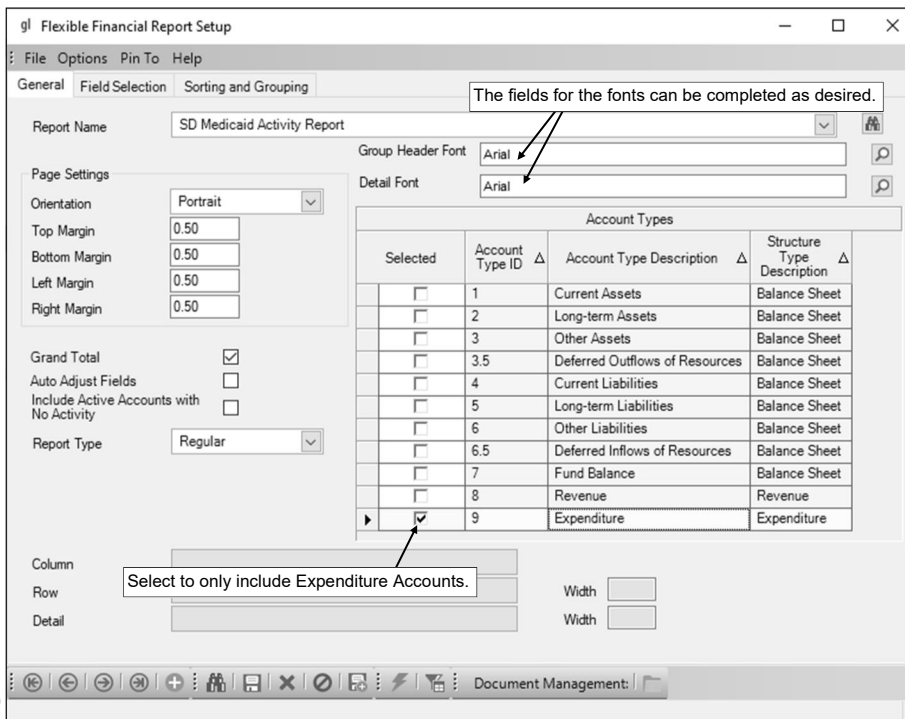 gl Flexible Financial Report Setup
File Options Pin To Help
General Field Selection Sorting and Grouping
The fields for the fonts can be completed as desired.
Report Name SD Medicaid Activity Report
Group Header Font Arial
Page Settings
Detail Font Arial
Orientation Portrait
Top Margin 0.50
Bottom Margin 0.50
Left Margin 0.50
Right Margin 0.50
Grand Total
Auto Adjust Fields
Include Active Accounts with
No Activity
Report Type Regular
Account Types
Selected Account Type ID Account Type Description Structure Type Description
1 Current Assets Balance Sheet
2 Long-term Assets Balance Sheet
3 Other Assets Balance Sheet
3.5 Deferred Outflows of Resources Balance Sheet
4 Current Liabilities Balance Sheet
5 Long-term Liabilities Balance Sheet
6 Other Liabilities Balance Sheet
6.5 Deferred Inflows of Resources Balance Sheet
7 Fund Balance Balance Sheet
8 Revenue Revenue
9 Expenditure Expenditure
Column
Select to only include Expenditure Accounts.
Row Width
Detail Width
Document Management: